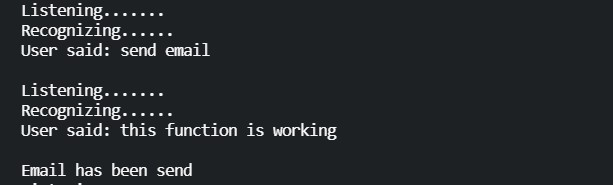 Listening.......
Recognizing......
User said: send email
Listening.......
Recognizing......
User said: this function is working
Email has been send